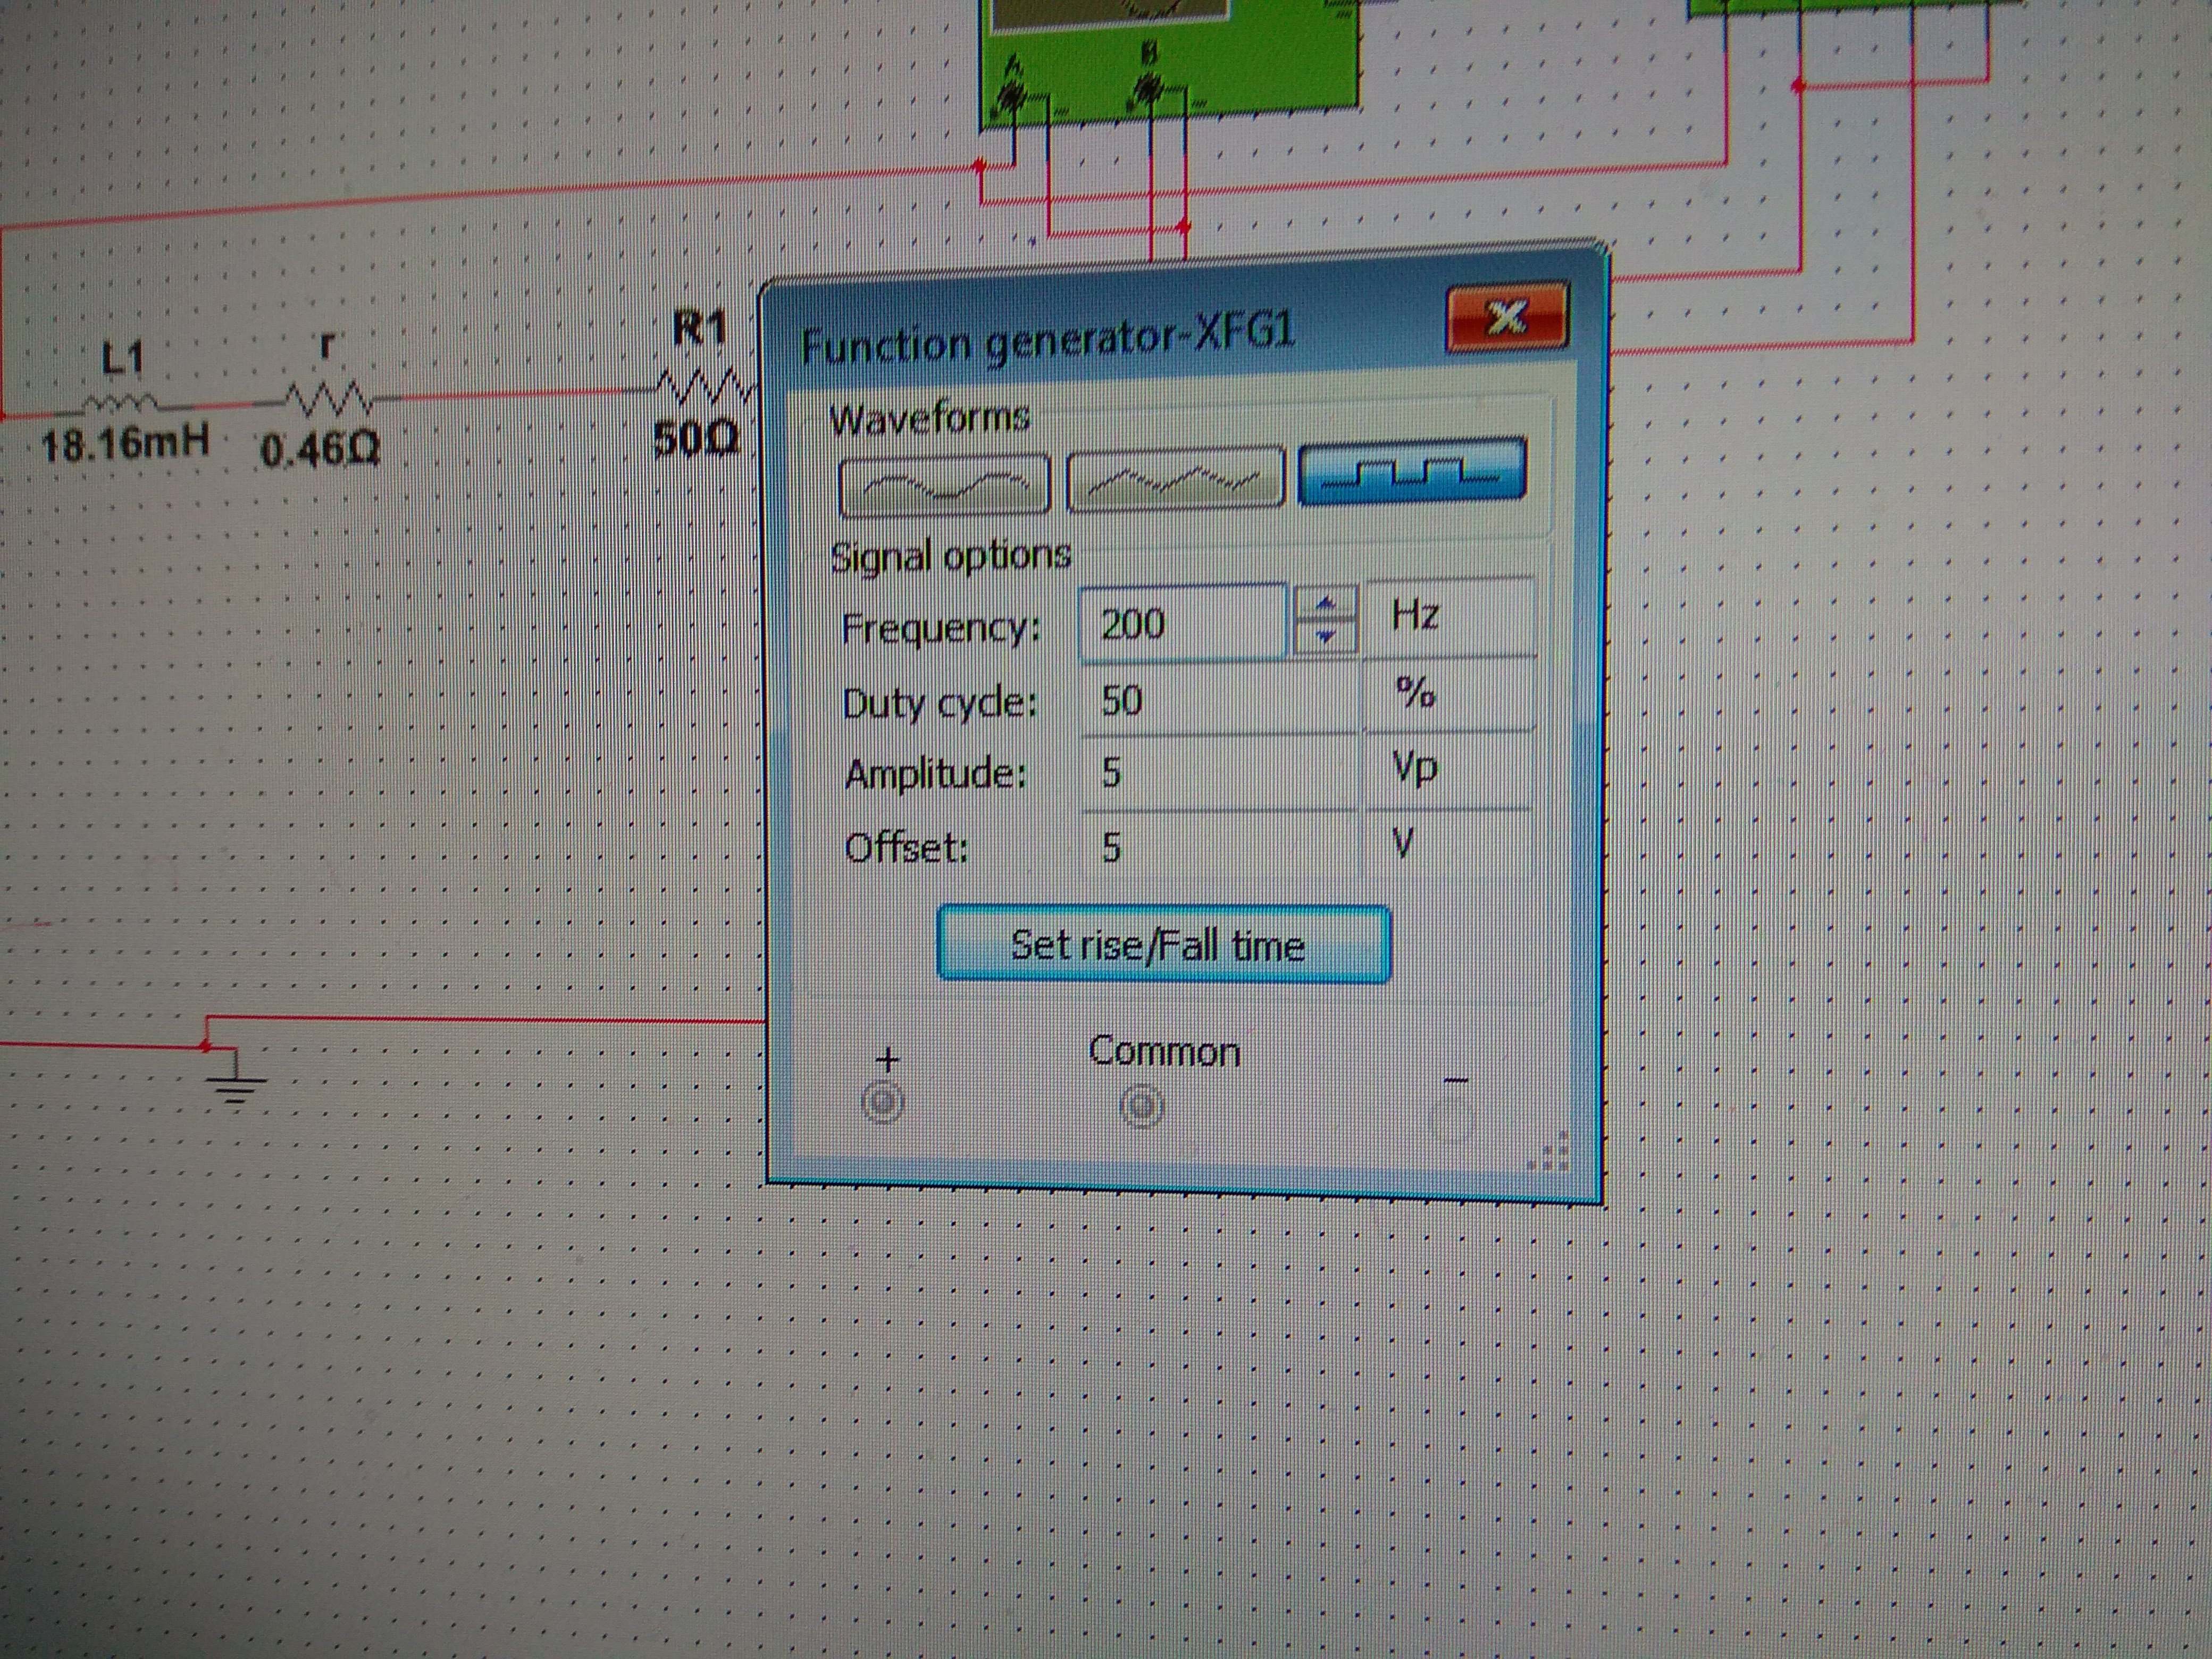 A B
R1
L1 r
18.16mH 0.46Ω
50Ω
Function generator-XFG1
Waveforms
Signal options
Frequency: 200 Hz
Duty cycle: 50 %
Amplitude: 5 Vp
Offset: 5 V
Set rise/Fall time
+ Common −